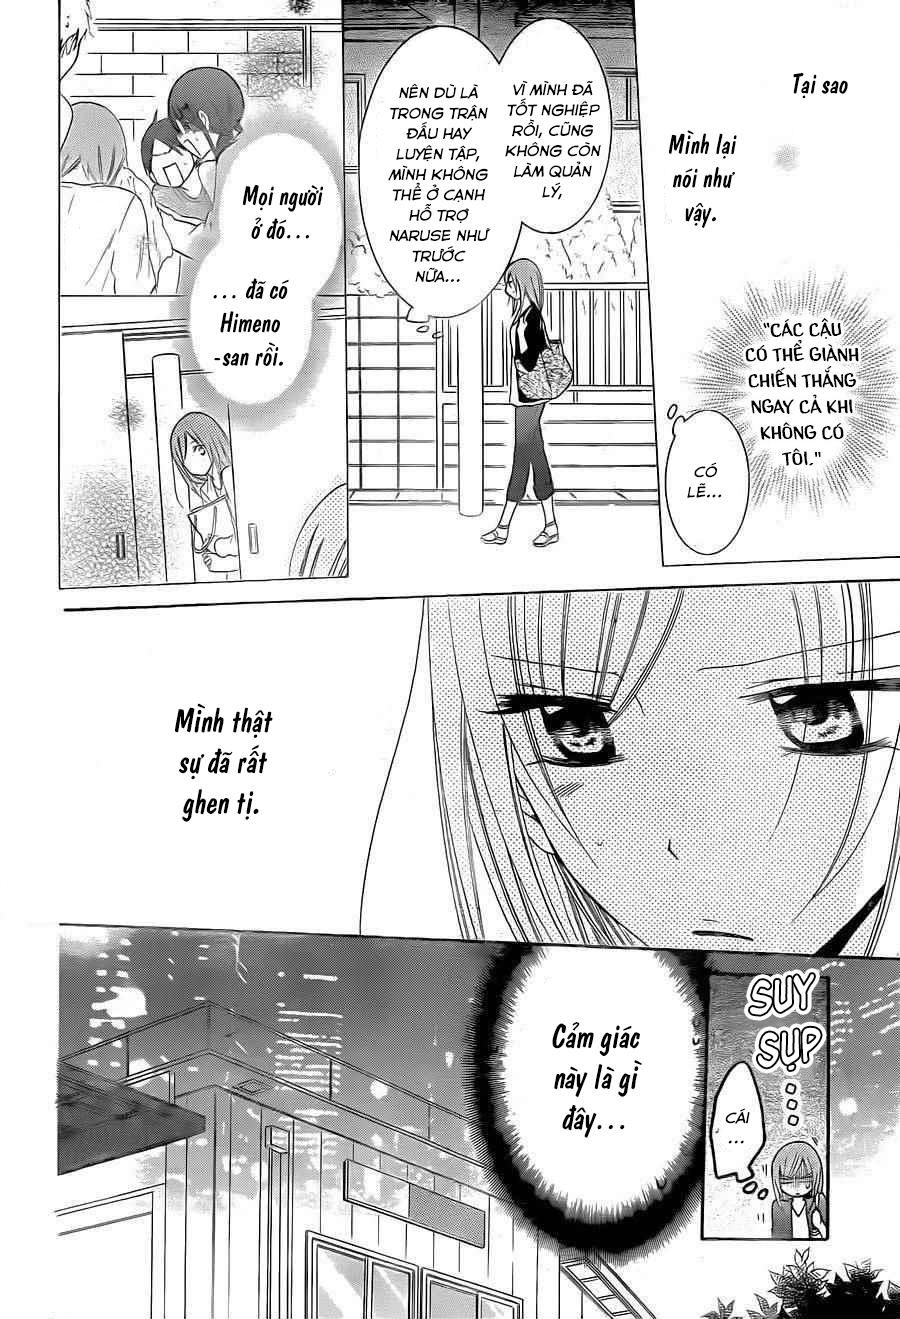 Tại sao
Mình lại
nói như
vậy.
"CÁC CẬU
CÓ THỂ GIÀNH
CHIẾN THẮNG
NGAY CẢ KHI
KHÔNG CÓ
TÔI."
CÓ
LẼ...
VÌ MÌNH ĐÃ
TỐT NGHIỆP
RỒI, CŨNG
KHÔNG CÒN
LÀM QUẢN
LÝ,
NÊN DÙ LÀ
TRONG TRẬN
ĐẤU HAY
LUYỆN TẬP,
MÌNH KHÔNG
THỂ Ở CẠNH
HỖ TRỢ
NARUSE NHƯ
TRƯỚC
NỮA...
Mọi người
ở đó...
... đã có
Himeno
-san rồi.
Mình thật
sự đã rất
ghen tị.
SUY
SỤP
...
CÁI
...
Cảm giác
này là gì
đây...